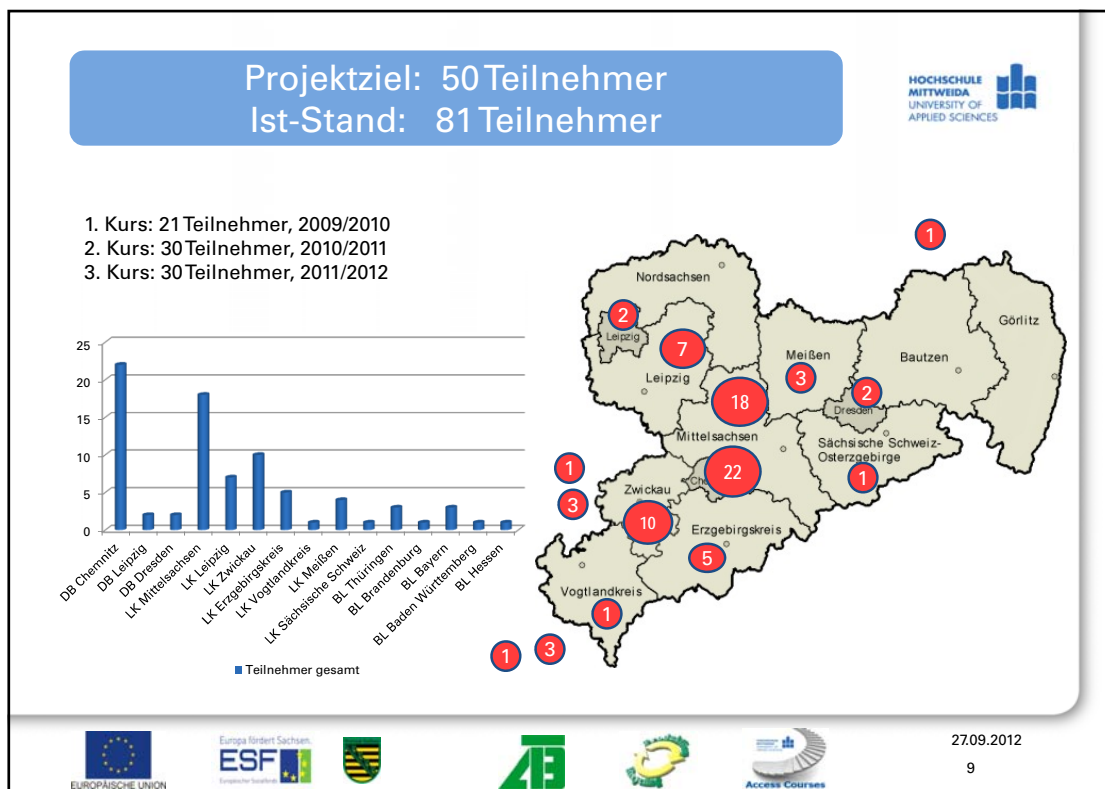 Projektziel: 50 Teilnehmer
Ist-Stand: 81 Teilnehmer
HOCHSCHULE
MITTWEIDA
UNIVERSITY OF
APPLIED SCIENCES
1. Kurs: 21 Teilnehmer, 2009/2010
2. Kurs: 30 Teilnehmer, 2010/2011
3. Kurs: 30 Teilnehmer, 2011/2012
25
20
15
10
5
0
DB Chemnitz
DB Leipzig
DB Dresden
LK Mittelsachsen
LK Leipzig
LK Zwickau
LK Erzgebirgskreis
LK Vogtlandkreis
LK Meißen
LK Sächsische Schweiz
BL Thüringen
BL Brandenburg
BL Bayern
BL Baden Württemberg
BL Hessen
Teilnehmer gesamt
1
Nordsachsen
2
Leipzig
7
Leipzig
Meißen
3
Bautzen
Görlitz
18
2
Dresden
Mittelsachsen
Sächsische Schweiz-
Osterzgebirge
1
22
Che
1
3
Zwickau
10
Erzgebirgskreis
5
Vogtlandkreis
1
1
3
EUROPÄISCHE UNION
Europa fördert Sachsen.
ESF
Europäischer Sozialfonds
Access Courses
27.09.2012
9